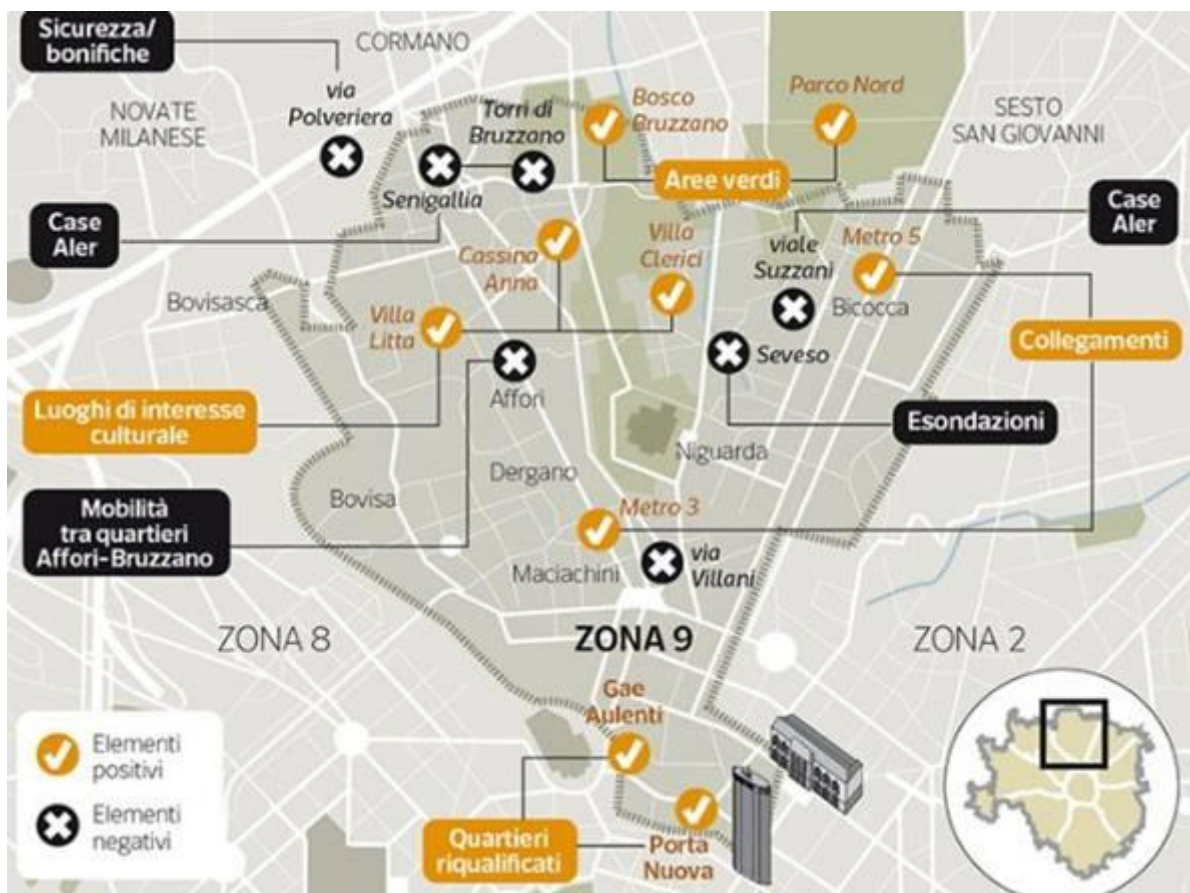 Sicurezza/
bonifiche
CORMANO
via
Polveriera
NOVATE
MILANESE
Torri di
Bruzzano
Bosco
Bruzzano
Parco Nord
SESTO
SAN GIOVANNI
Senigallia
Aree verdi
Case
Aler
Case
Aler
Cassina
Anna
Villa
Clerici
viale
Suzzani
Metro 5
Bicocca
Bovisasca
Villa
Litta
Affori
Seveso
Collegamenti
Luoghi di interesse
culturale
Esondazioni
Niguarda
Dergano
Bovisa
Mobilità
tra quartieri
Affori-Bruzzano
Metro 3
Maciachini
via
Villani
ZONA 8
ZONA 9
ZONA 2
Gae
Aulenti
Elementi
positivi
Elementi
negativi
Quartieri
riqualificati
Porta
Nuova